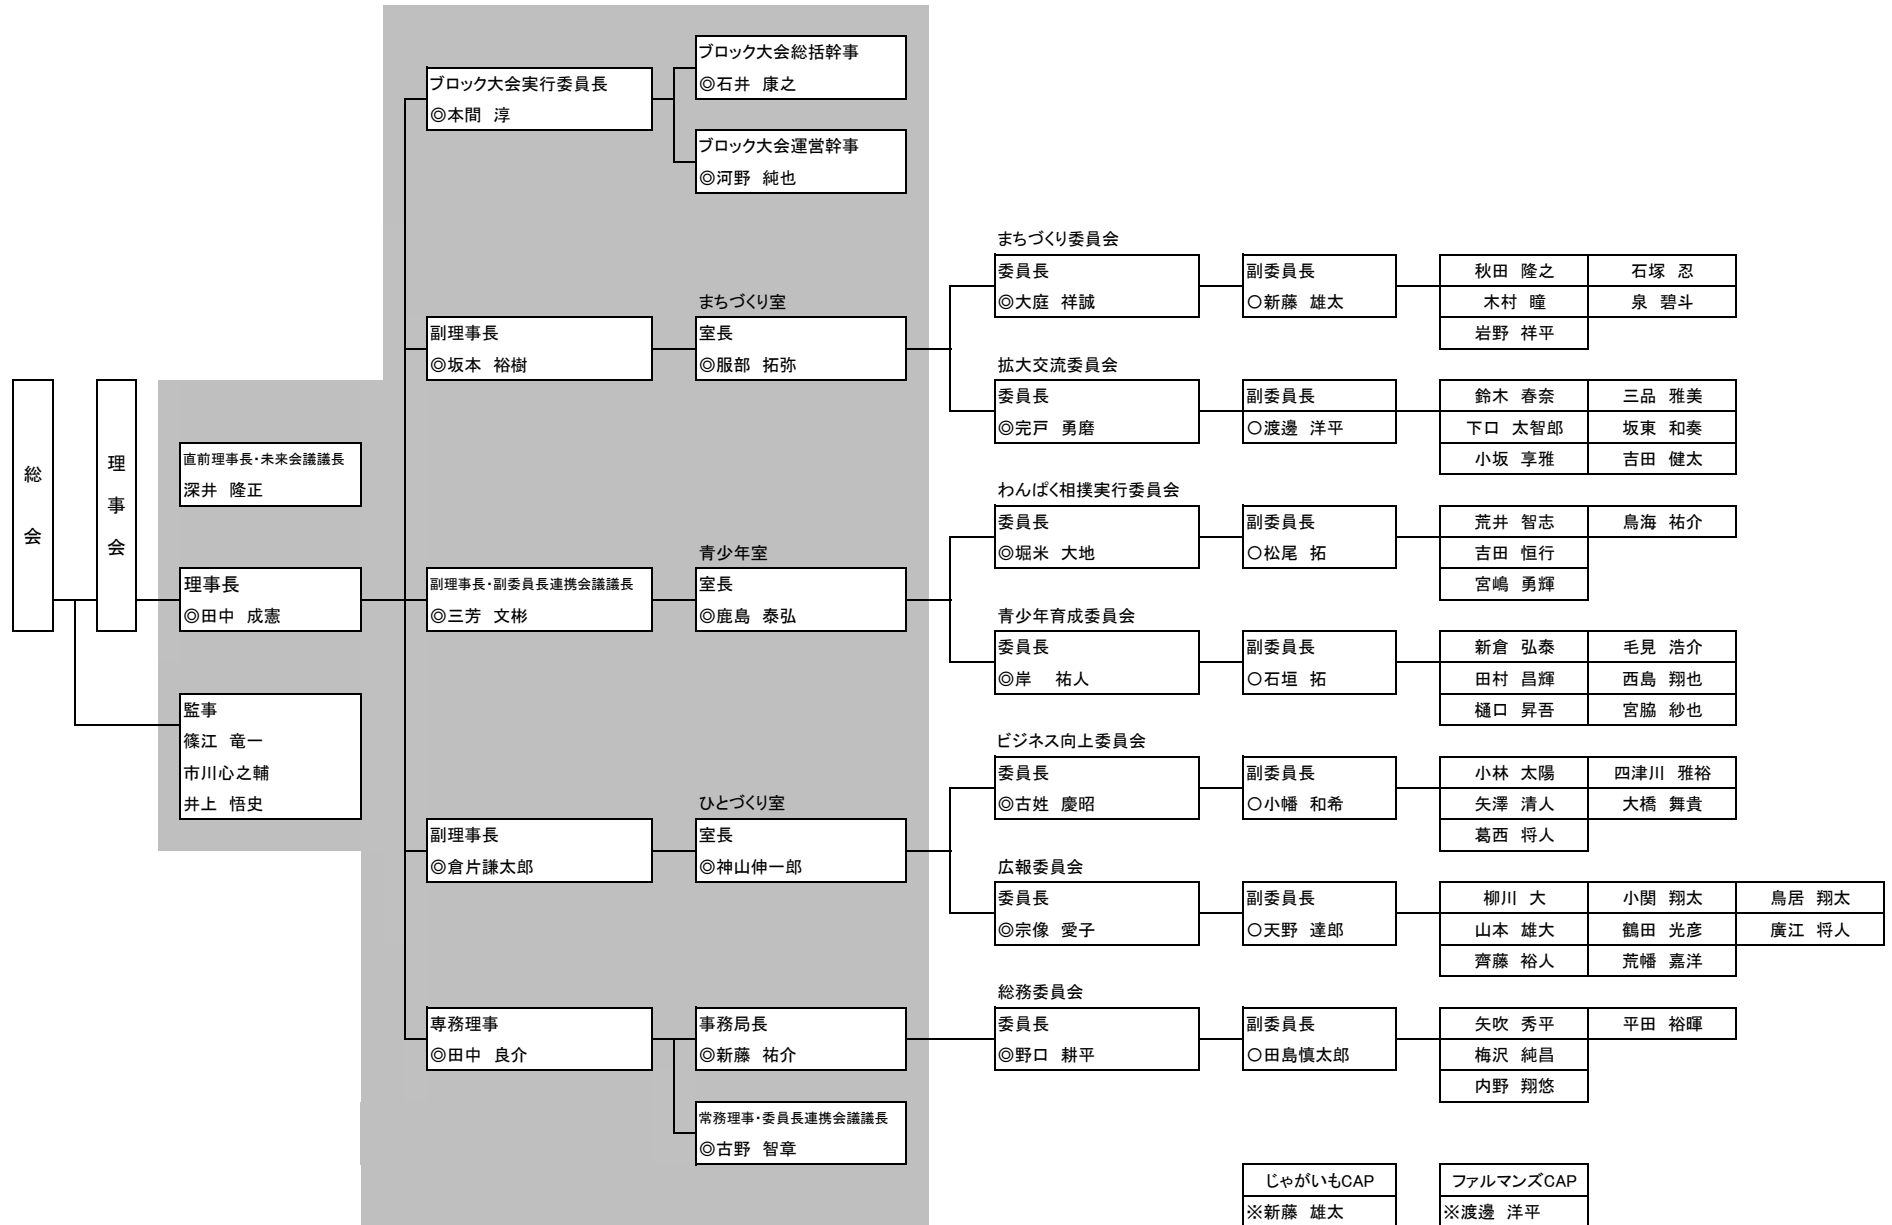 総会
理事会
直前理事長・未来会議議長
深井 隆正
理事長
◎田中 成憲
監事
篠江 竜一
市川心之輔
井上 悟史
ブロック大会実行委員長
◎本間 淳
ブロック大会総括幹事
◎石井 康之
ブロック大会運営幹事
◎河野 純也
副理事長
◎坂本 裕樹
まちづくり室
室長
◎服部 拓弥
まちづくり委員会
委員長
◎大庭 祥誠
副委員長
○新藤 雄太
秋田 隆之 石塚 忍
木村 瞳 泉 碧斗
岩野 祥平
拡大交流委員会
委員長
◎宍戸 勇磨
副委員長
○渡邊 洋平
鈴木 春奈 三品 雅美
下口 太智郎 坂東 和奏
小坂 享雅 吉田 健太
副理事長・副委員長連携会議議長
◎三芳 文彬
青少年室
室長
◎鹿島 泰弘
わんぱく相撲実行委員会
委員長
◎堀米 大地
副委員長
○松尾 拓
荒井 智志 鳥海 祐介
吉田 恒行
宮嶋 勇輝
青少年育成委員会
委員長
◎岸 祐人
副委員長
○石垣 拓
新倉 弘泰 毛見 浩介
田村 昌輝 西島 翔也
樋口 昇吾 宮脇 紗也
副理事長
◎倉片謙太郎
ひとづくり室
室長
◎神山伸一郎
ビジネス向上委員会
委員長
◎古姓 慶昭
副委員長
○小幡 和希
小林 太陽 四津川 雅裕
矢澤 清人 大橋 舞貴
葛西 将人
広報委員会
委員長
◎宗像 愛子
副委員長
○天野 達郎
柳川 大 小関 翔太 鳥居 翔太
山本 雄大 鶴田 光彦 廣江 将人
齊藤 裕人 荒幡 嘉洋
専務理事
◎田中 良介
事務局長
◎新藤 祐介
常務理事・委員長連携会議議長
◎古野 智章
総務委員会
委員長
◎野口 耕平
副委員長
○田島慎太郎
矢吹 秀平 平田 裕暉
梅沢 純昌
内野 翔悠
じゃがいもCAP
※新藤 雄太
ファルマンズCAP
※渡邊 洋平